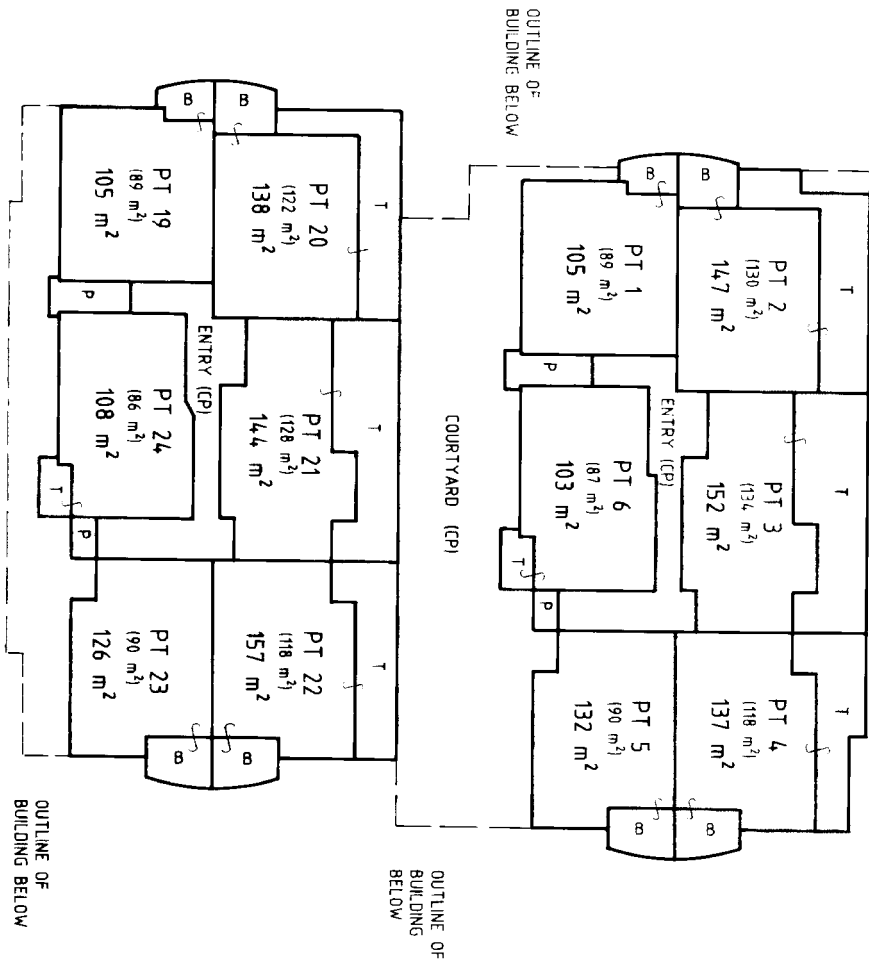 OUTLINE OF
BUILDING BELOW
B
B
PT 19
(89 m²)
105 m²
PT 20
(122 m²)
138 m²
T
P
ENTRY (CP)
PT 24
(86 m²)
108 m²
PT 21
(128 m²)
144 m²
T
T
P
PT 23
(90 m²)
126 m²
PT 22
(118 m²)
157 m²
T
B
B
OUTLINE OF
BUILDING BELOW
COURTYARD (CP)
B
B
PT 1
(89 m²)
105 m²
PT 2
(130 m²)
147 m²
T
P
ENTRY (CP)
PT 6
(87 m²)
103 m²
PT 3
(134 m²)
152 m²
T
T
P
PT 5
(90 m²)
132 m²
PT 4
(118 m²)
137 m²
T
B
B
OUTLINE OF
BUILDING
BELOW